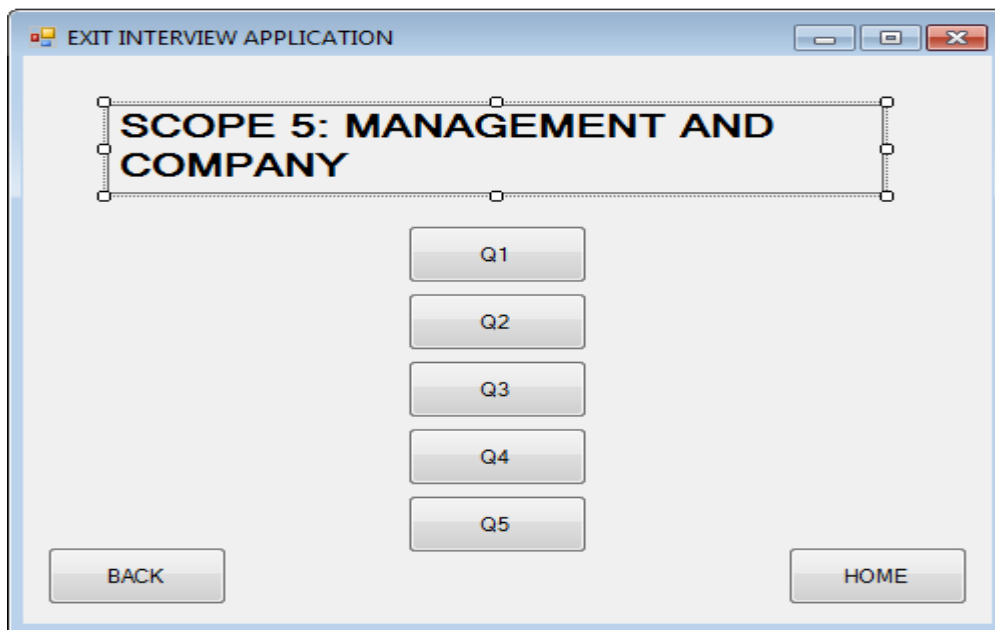 EXIT INTERVIEW APPLICATION
SCOPE 5: MANAGEMENT AND
COMPANY
Q1
Q2
Q3
Q4
Q5
BACK
HOME